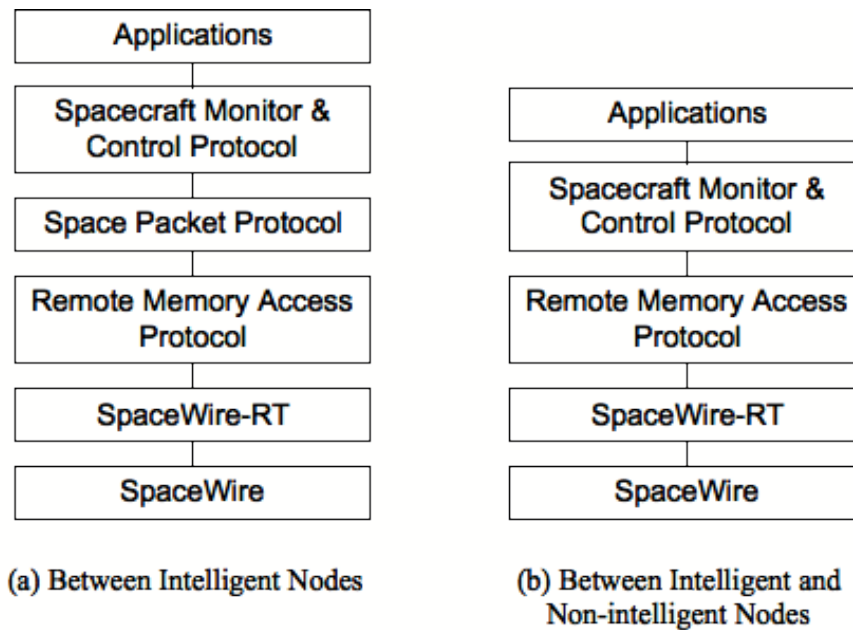 Applications
Spacecraft Monitor &
Control Protocol
Space Packet Protocol
Remote Memory Access
Protocol
SpaceWire-RT
SpaceWire
(a) Between Intelligent Nodes
Applications
Spacecraft Monitor &
Control Protocol
Remote Memory Access
Protocol
SpaceWire-RT
SpaceWire
(b) Between Intelligent and
Non-intelligent Nodes